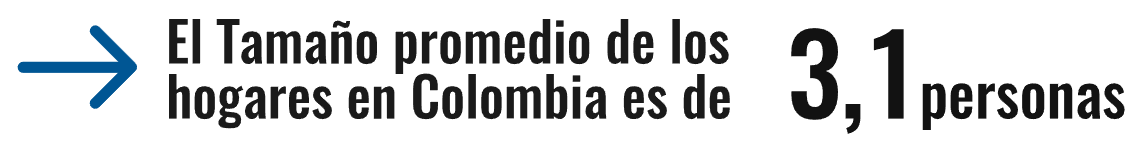 El Tamaño promedio de los
hogares en Colombia es de
3,1 personas